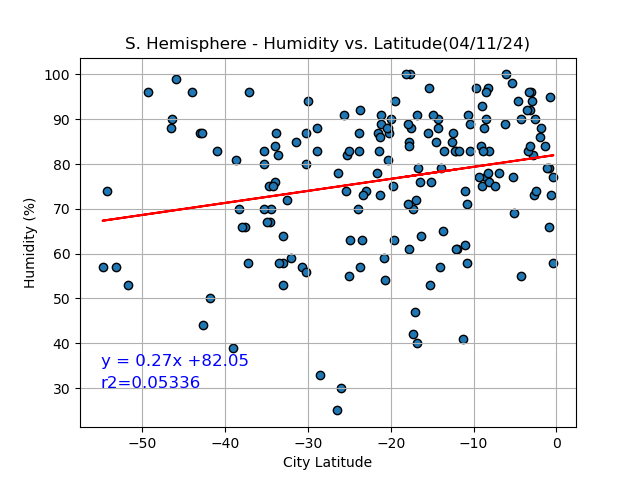 S. Hemisphere - Humidity vs. Latitude(04/11/24)
100
90
80
70
60
50
40
30
Humidity (%)
y = 0.27x +82.05
r2=0.05336
−50 −40 −30 −20 −10 0
City Latitude